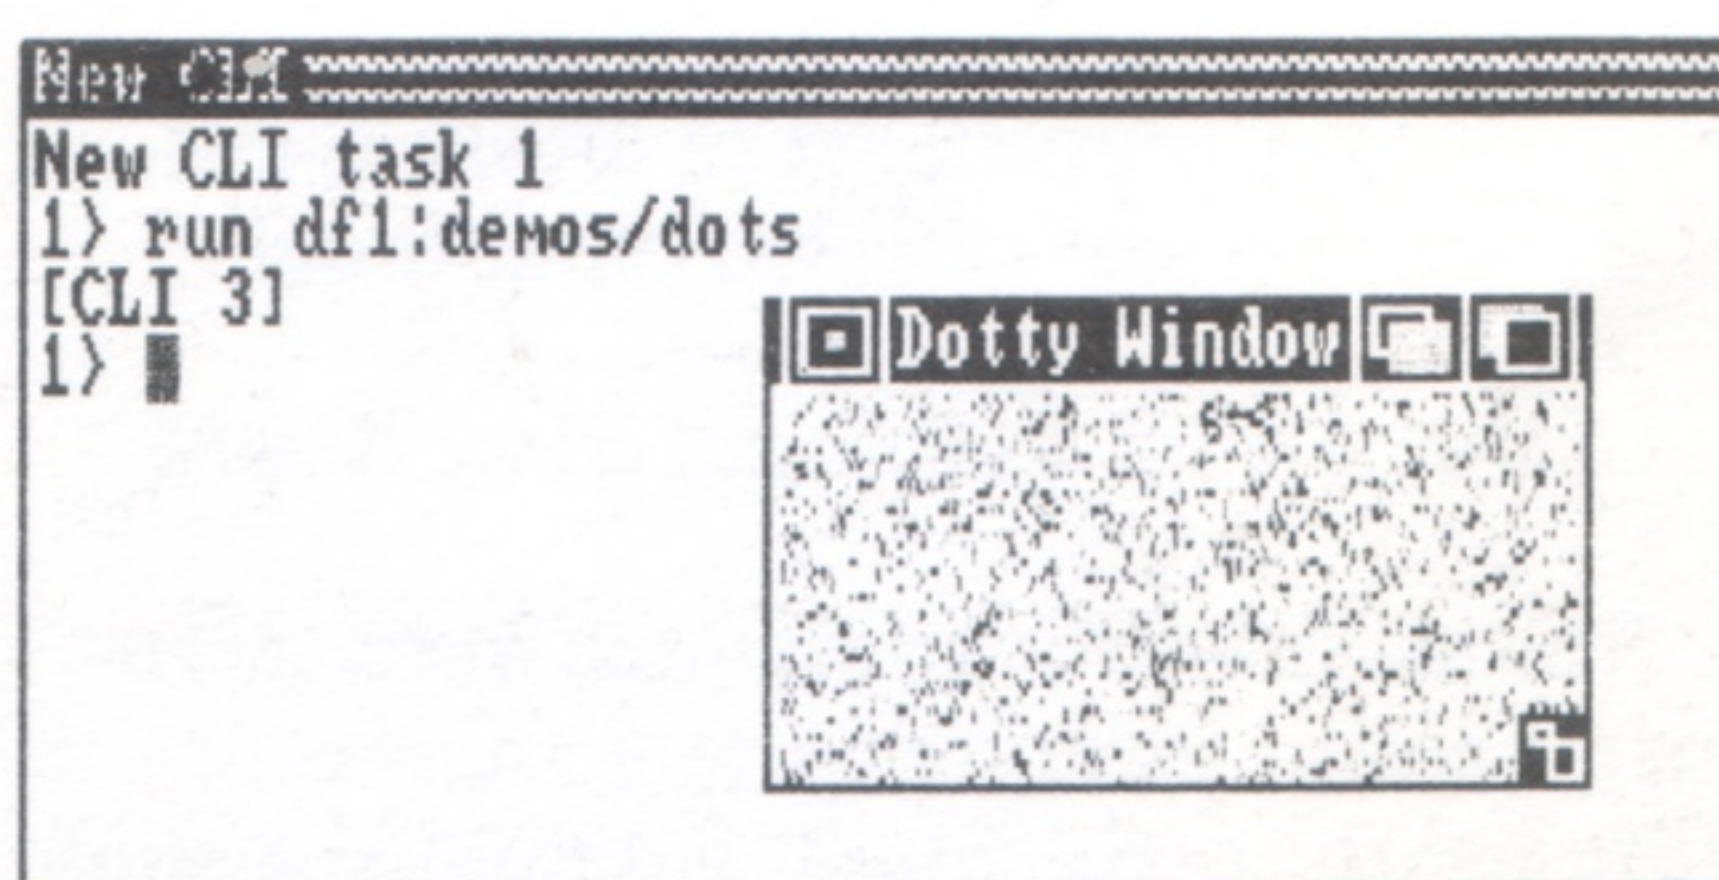 New CLI
New CLI task 1
1> run df1:demos/dots
[CLI 3]
1>
Dotty Window